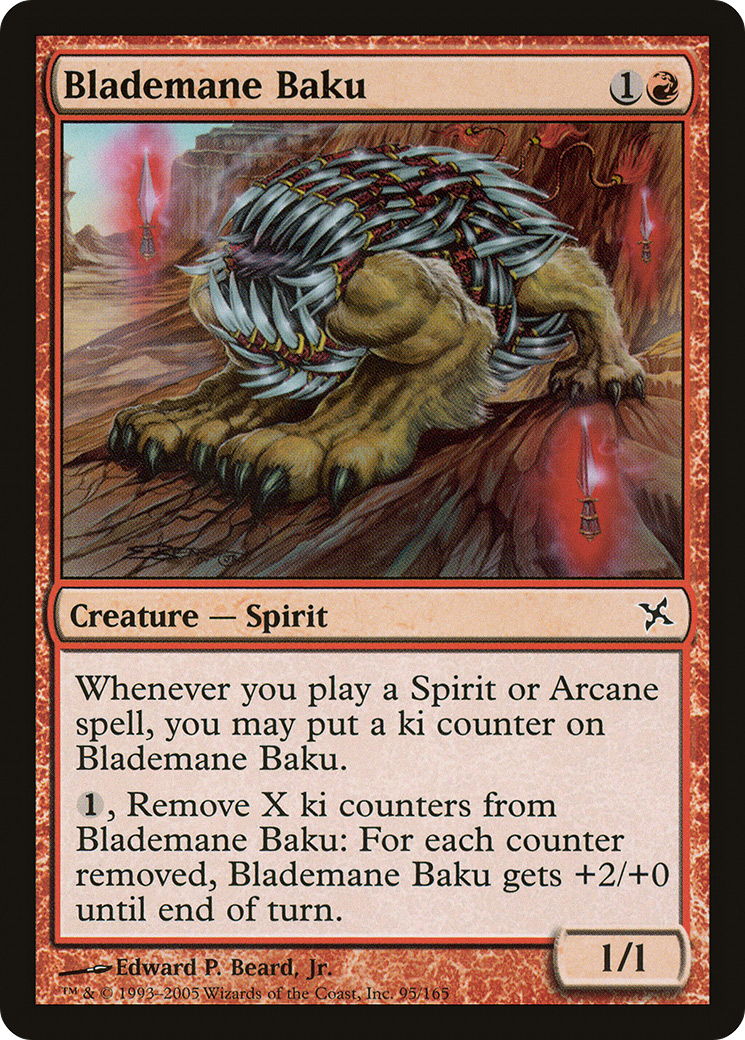 Blademane Baku 1
Creature — Spirit
Whenever you play a Spirit or Arcane
spell, you may put a ki counter on
Blademane Baku.
1, Remove X ki counters from
Blademane Baku: For each counter
removed, Blademane Baku gets +2/+0
until end of turn.
1/1
Edward P. Beard, Jr.
™ & © 1993–2005 Wizards of the Coast, Inc. 95/165